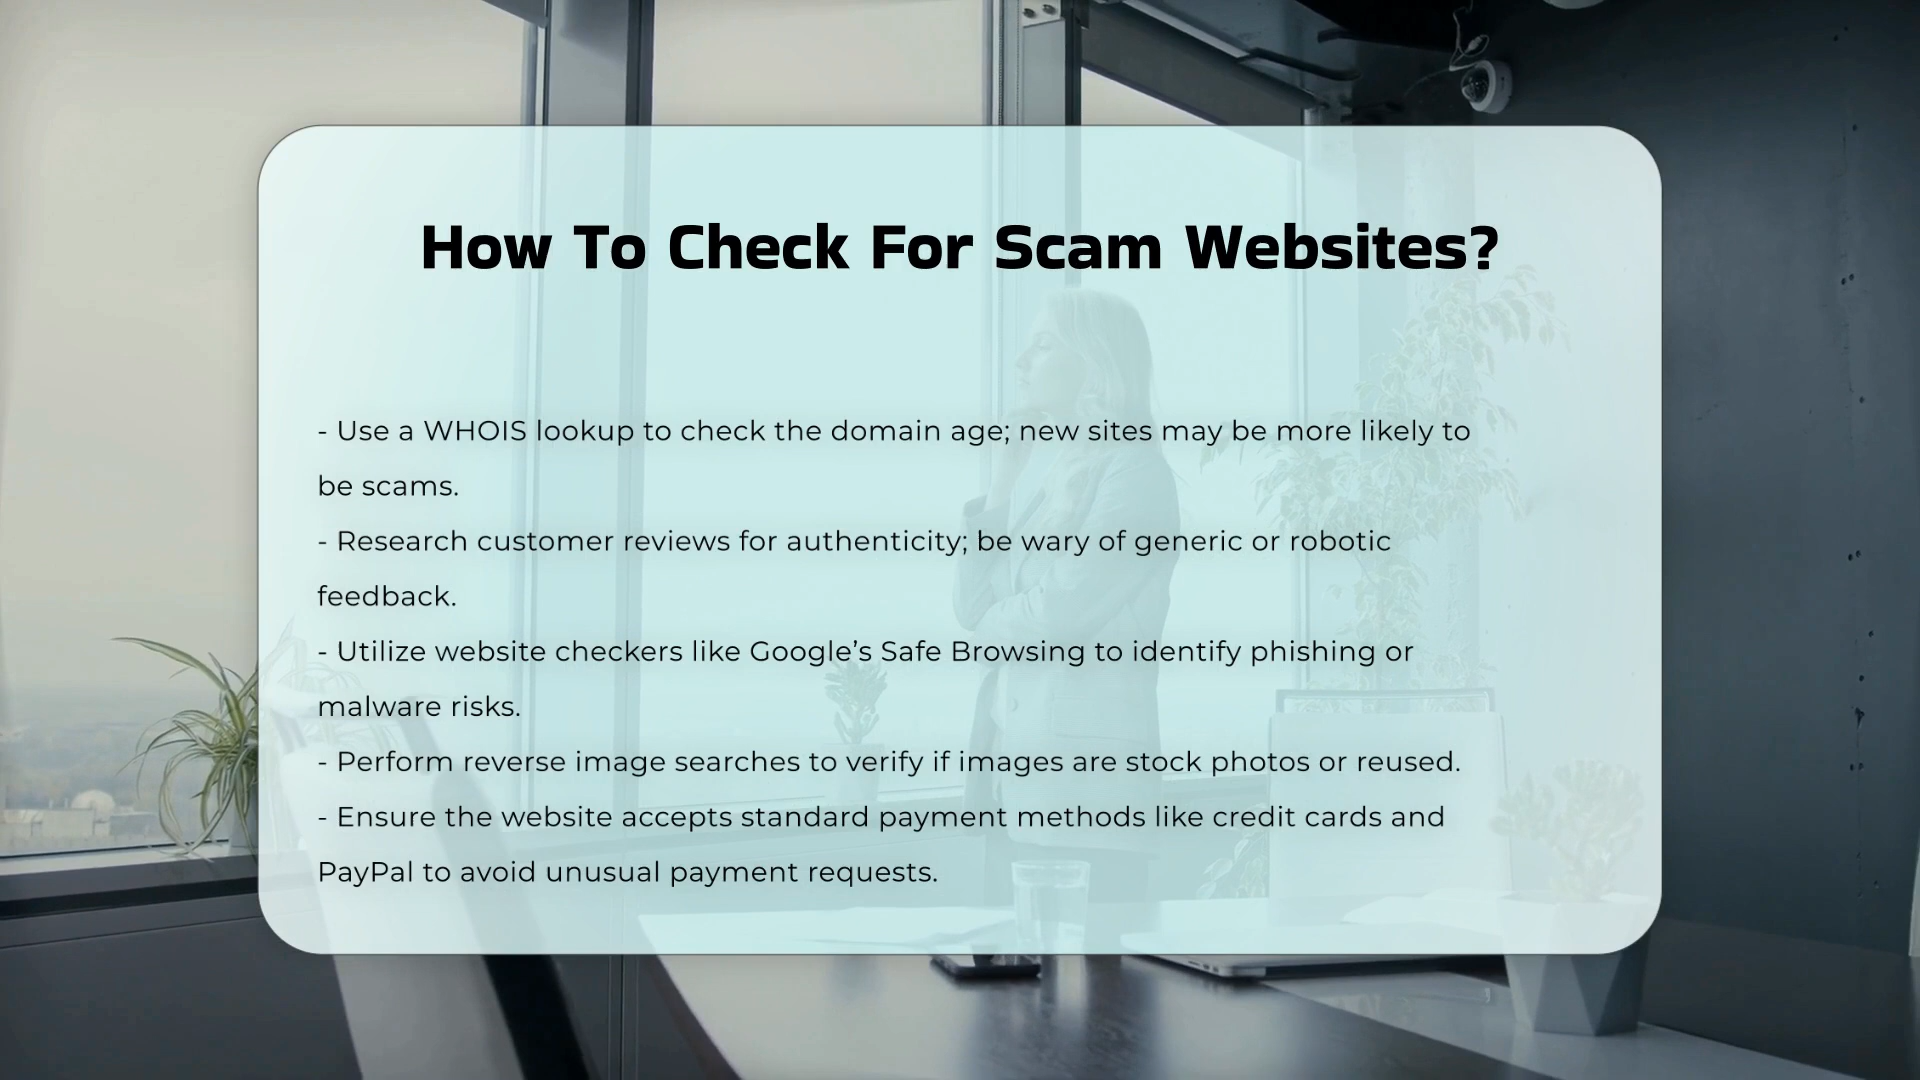 How To Check For Scam Websites?
- Use a WHOIS lookup to check the domain age; new sites may be more likely to
be scams.
- Research customer reviews for authenticity; be wary of generic or robotic
feedback.
- Utilize website checkers like Google’s Safe Browsing to identify phishing or
malware risks.
- Perform reverse image searches to verify if images are stock photos or reused.
- Ensure the website accepts standard payment methods like credit cards and
PayPal to avoid unusual payment requests.